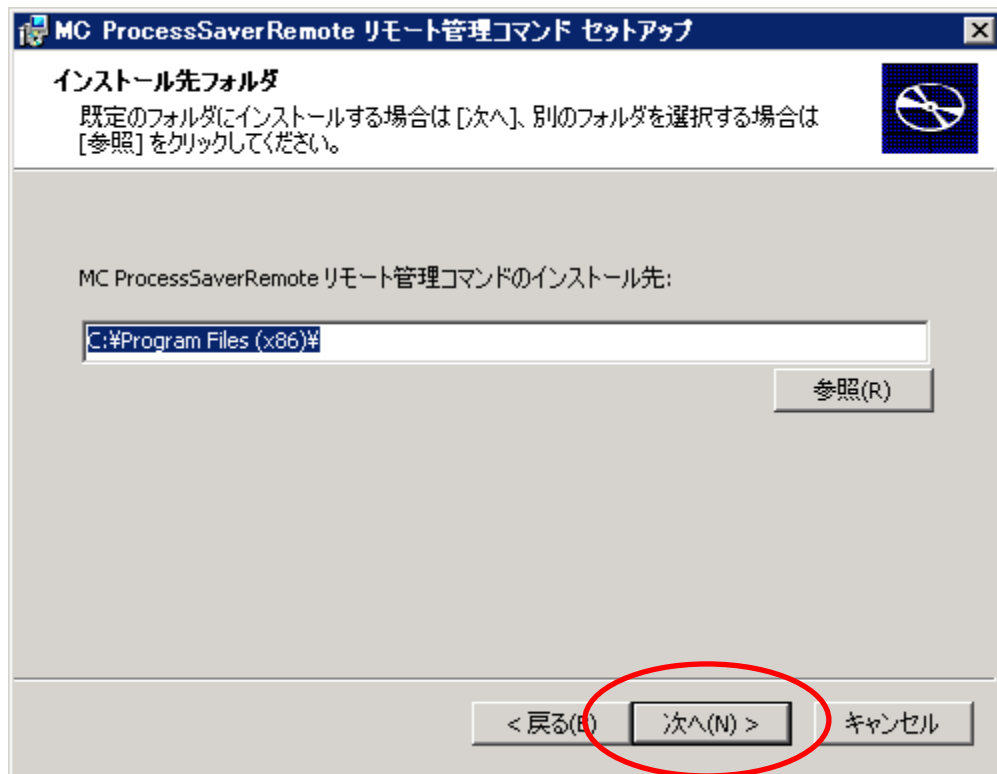 MC ProcessSaverRemote リモート管理コマンド セットアップ
インストール先フォルダ
既定のフォルダにインストールする場合は [次へ]、別のフォルダを選択する場合は
[参照] をクリックしてください。
MC ProcessSaverRemote リモート管理コマンドのインストール先:
C:¥Program Files (x86)¥
参照(R)
< 戻る(B) 次へ(N) > キャンセル